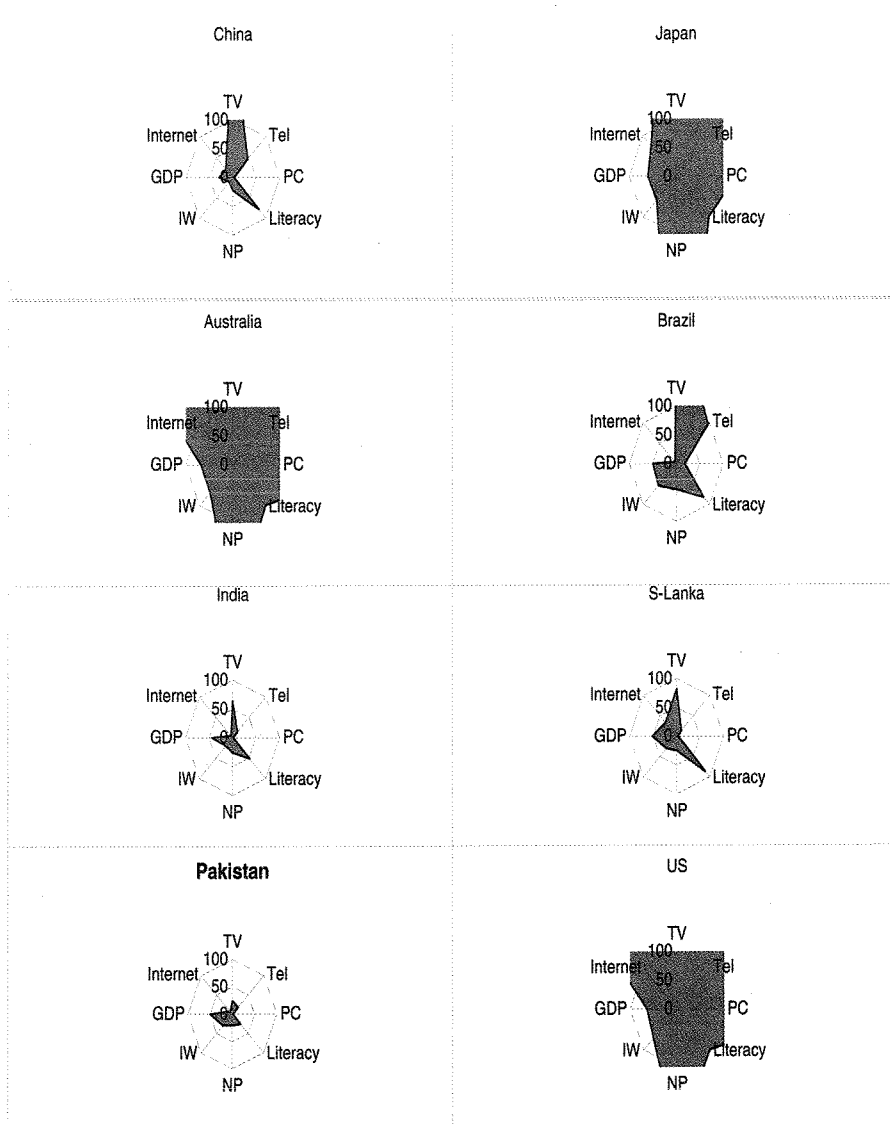 China
TV
100
Internet
Tel
50
GDP
0
PC
IW
Literacy
NP
Japan
TV
100
Internet
Tel
50
GDP
0
PC
IW
Literacy
NP
Australia
TV
100
Internet
Tel
50
GDP
0
PC
IW
Literacy
NP
Brazil
TV
100
Internet
Tel
50
GDP
0
PC
IW
Literacy
NP
India
TV
100
Internet
Tel
50
GDP
0
PC
IW
Literacy
NP
S-Lanka
TV
100
Internet
Tel
50
GDP
0
PC
IW
Literacy
NP
Pakistan
TV
100
Internet
Tel
50
GDP
0
PC
IW
Literacy
NP
US
TV
100
Internet
Tel
50
GDP
0
PC
IW
Literacy
NP